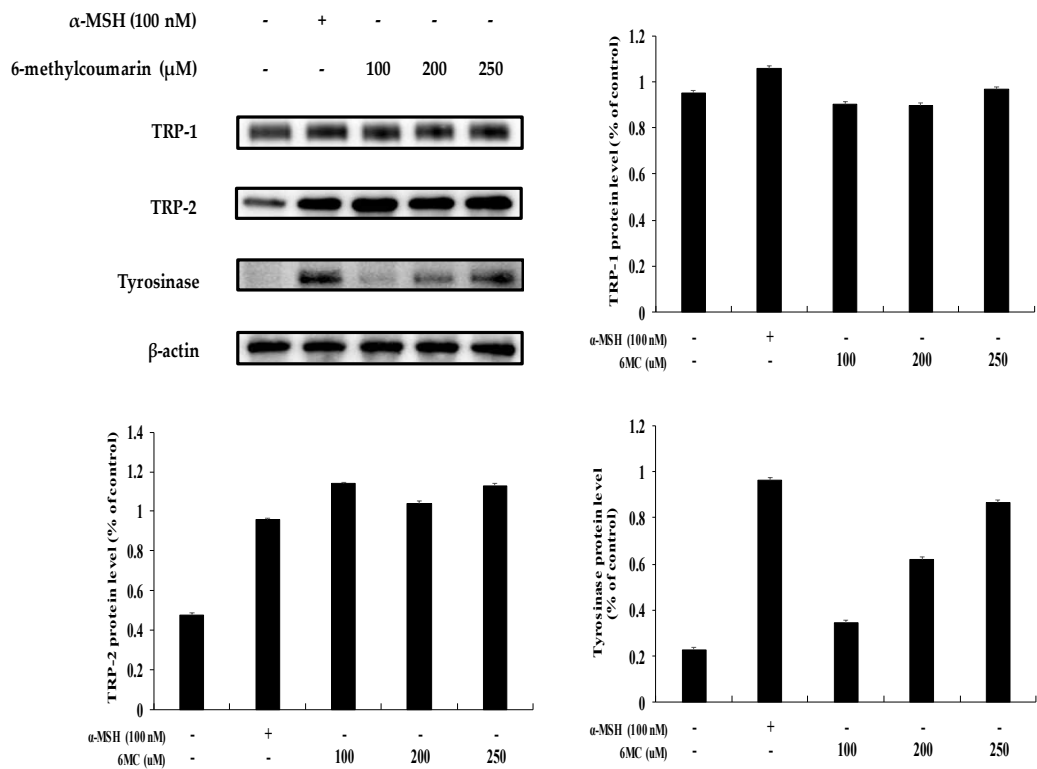 α-MSH (100 nM) - + - - -
6-methylcoumarin (μM) - - 100 200 250
TRP-1
TRP-2
Tyrosinase
β-actin
TRP-1 protein level (% of control)
1.2
1
0.8
0.6
0.4
0.2
0
α-MSH (100 nM) - + - - -
6MC (uM) - - 100 200 250
TRP-2 protein level (% of control)
1.4
1.2
1
0.8
0.6
0.4
0.2
0
α-MSH (100 nM) - + - - -
6MC (uM) - - 100 200 250
Tyrosinase protein level
(% of control)
1.2
1
0.8
0.6
0.4
0.2
0
α-MSH (100 nM) - + - - -
6MC (uM) - - 100 200 250